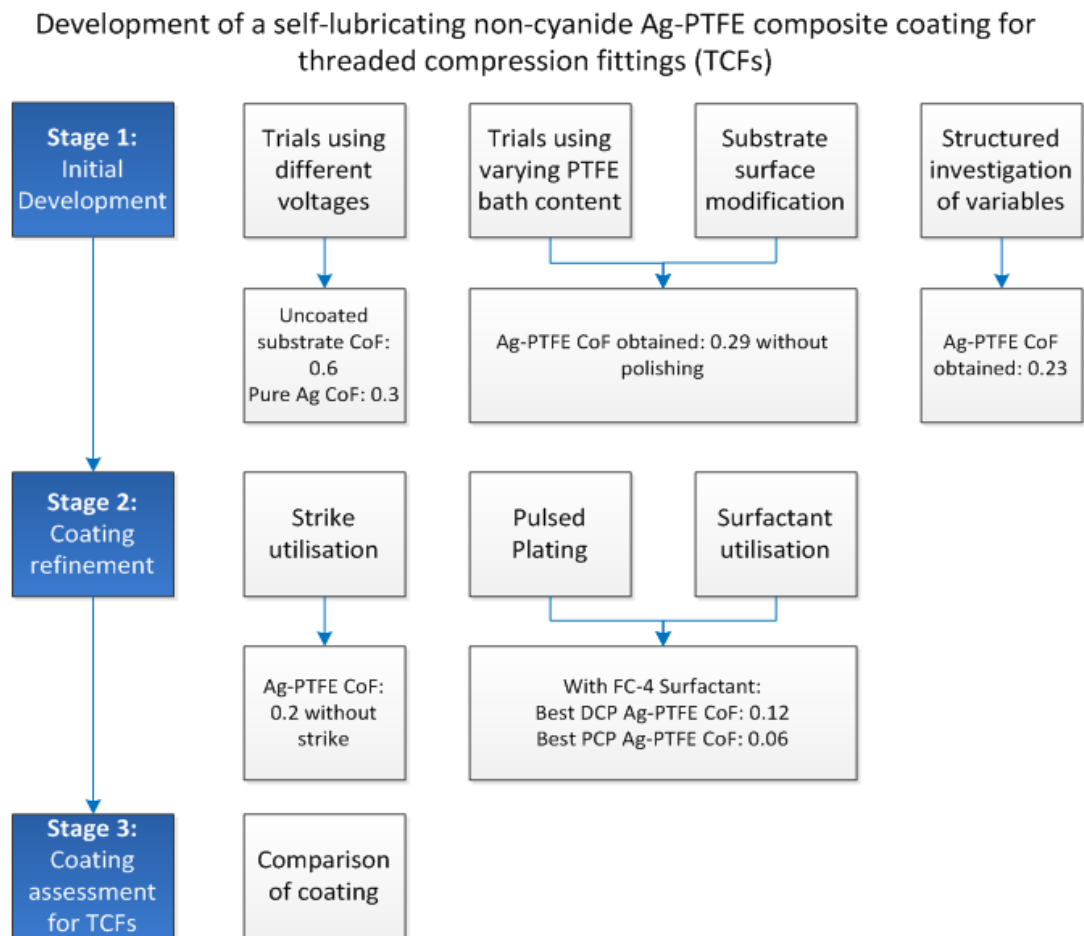 Development of a self-lubricating non-cyanide Ag-PTFE composite coating for
threaded compression fittings (TCFs)
Stage 1:
Initial
Development
Trials using
different
voltages
Trials using
varying PTFE
bath content
Substrate
surface
modification
Structured
investigation
of variables
Uncoated
substrate CoF:
0.6
Pure Ag CoF: 0.3
Ag-PTFE CoF obtained: 0.29 without
polishing
Ag-PTFE CoF
obtained: 0.23
Stage 2:
Coating
refinement
Strike
utilisation
Pulsed
Plating
Surfactant
utilisation
Ag-PTFE CoF:
0.2 without
strike
With FC-4 Surfactant:
Best DCP Ag-PTFE CoF: 0.12
Best PCP Ag-PTFE CoF: 0.06
Stage 3:
Coating
assessment
for TCFs
Comparison
of coating